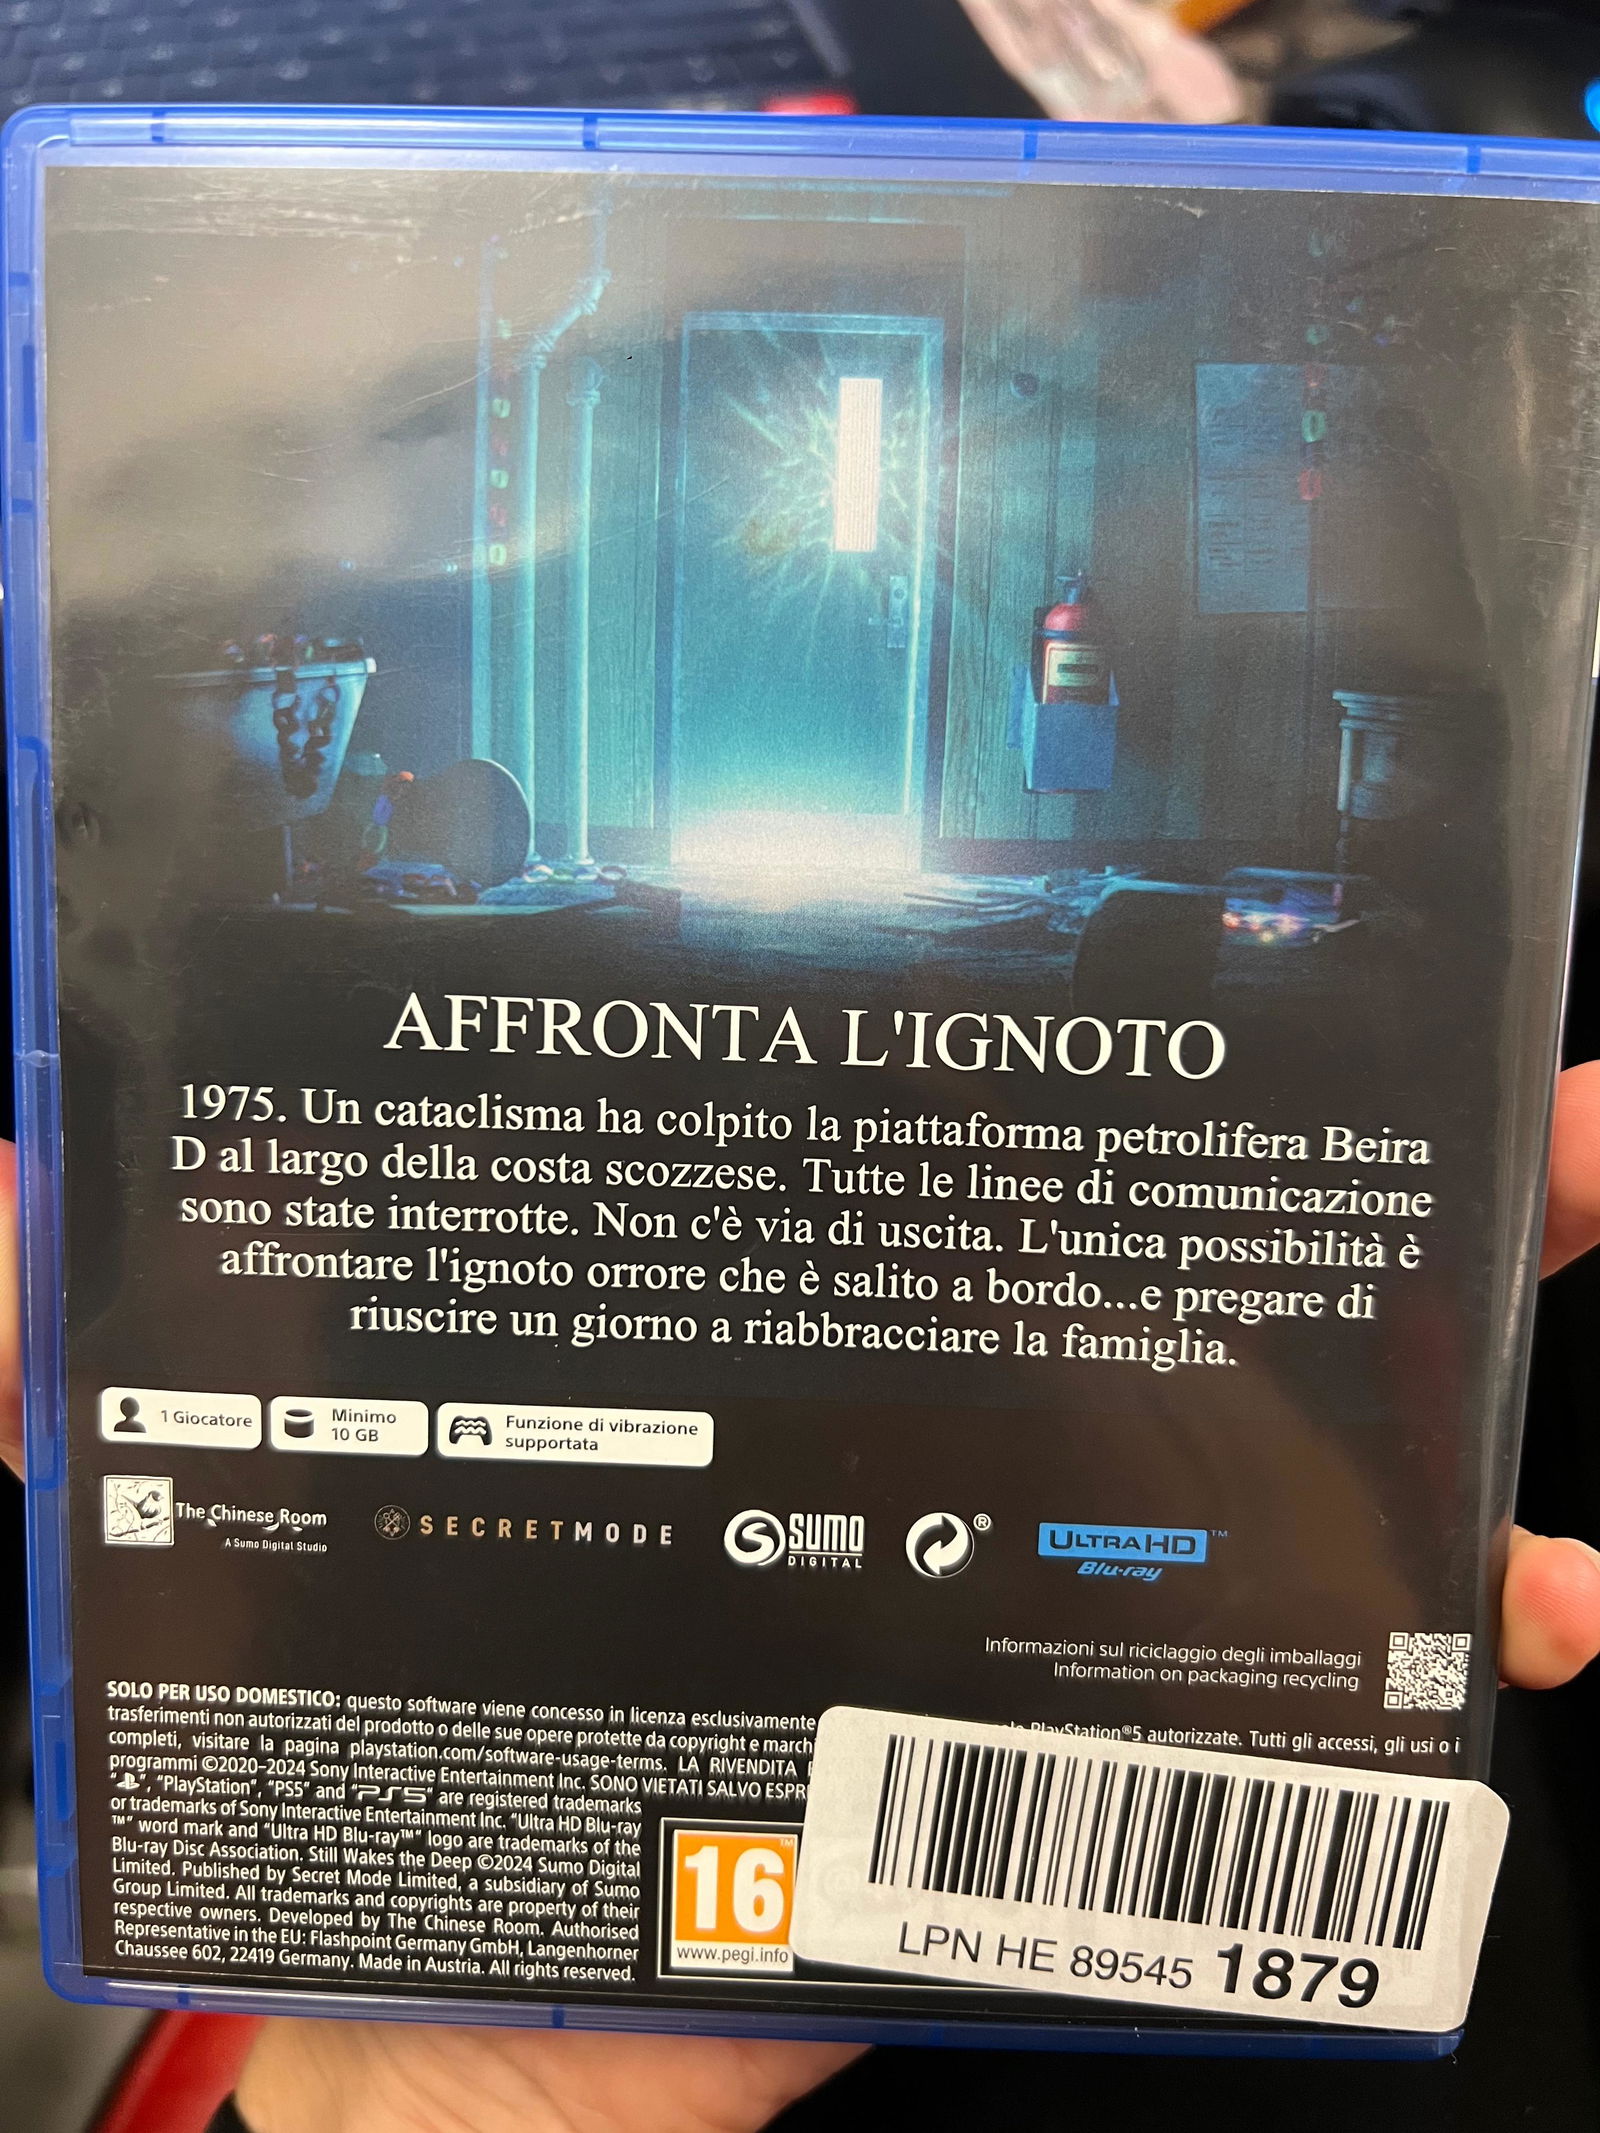 AFFRONTA L'IGNOTO
1975. Un cataclisma ha colpito la piattaforma petrolifera Beira
D al largo della costa scozzese. Tutte le linee di comunicazione
sono state interrotte. Non c'è via di uscita. L'unica possibilità è
affrontare l'ignoto orrore che è salito a bordo...e pregare di
riuscire un giorno a riabbracciare la famiglia.
1 Giocatore
Minimo
10 GB
Funzione di vibrazione
supportata
The Chinese Room
A Sumo Digital Studio
SECRETMODE
SUMO
DIGITAL
®
ULTRAHD™
Blu-ray
Informazioni sul riciclaggio degli imballaggi
Information on packaging recycling
SOLO PER USO DOMESTICO: questo software viene concesso in licenza esclusivamente PlayStation®5 autorizzate. Tutti gli accessi, gli usi o i
trasferimenti non autorizzati del prodotto o delle sue opere protette da copyright e
completi, visitare la pagina playstation.com/software-usage-terms. LA RIVENDITA
programmi ©2020-2024 Sony Interactive Entertainment Inc. SONO VIETATI SALVO
"", "PlayStation", "PS5" and "PS5" are registered trademarks
or trademarks of Sony Interactive Entertainment Inc. "Ultra HD Blu-ray
™" word mark and "Ultra HD Blu-ray™" logo are trademarks of the
Blu-ray Disc Association. Still Wakes the Deep ©2024 Sumo Digital
Limited. Published by Secret Mode Limited, a subsidiary of Sumo
Group Limited. All trademarks and copyrights are property of their
respective owners. Developed by The Chinese Room. Authorised
Representative in the EU: Flashpoint Germany GmbH, Langenhorner
Chaussee 602, 22419 Germany. Made in Austria. All rights reserved.
16™
www.pegi.info
LPN HE 89545 1879